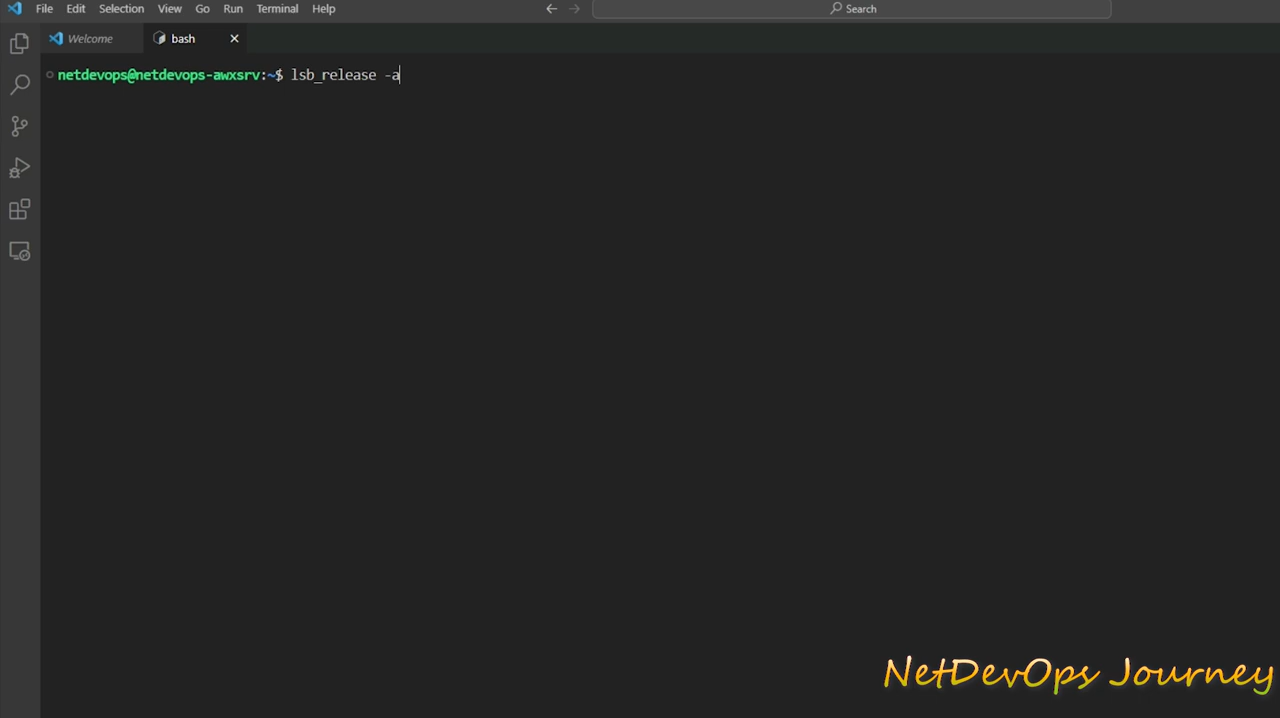 File Edit Selection View Go Run Terminal Help
Search
Welcome
bash
netdevops@netdevops-awxsrv:~$ lsb_release -a
NetDevOps Journey